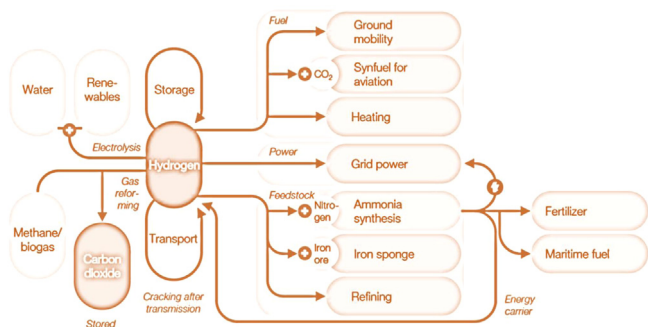 Fuel
Ground
mobility
CO₂
Synfuel for
aviation
Heating
Water
Rene-
wables
Storage
Electrolysis
Hydrogen
Power
Grid power
Gas
refor-
ming
Feedstock
Nitro-
gen
Ammonia
synthesis
Fertilizer
Methane/
biogas
Carbon
dioxide
Transport
Iron
ore
Iron sponge
Maritime fuel
Cracking after
transmission
Refining
Energy
carrier
Stored